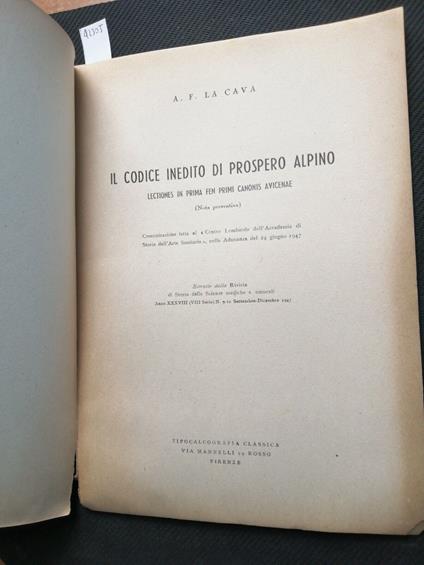 41305
A. F. LA CAVA
IL CODICE INEDITO DI PROSPERO ALPINO
LECTIONES IN PRIMA FEN PRIMI CANONIS AVICENAE
(Nota preventiva)
Comunicazione fatta al « Centro Lombardo dell'Accademia di
Storia dell'Arte Sanitaria », nella Adunanza del 24 giugno 1947
Estratto dalla Rivista
di Storia delle Scienze mediche e naturali
Anno XXXVIII (VIII Serie) N. 9-12 Settembre-Dicembre 1947
TIPOCALCOGRAFIA CLASSICA
VIA MANNELLI 29 ROSSO
FIRENZE